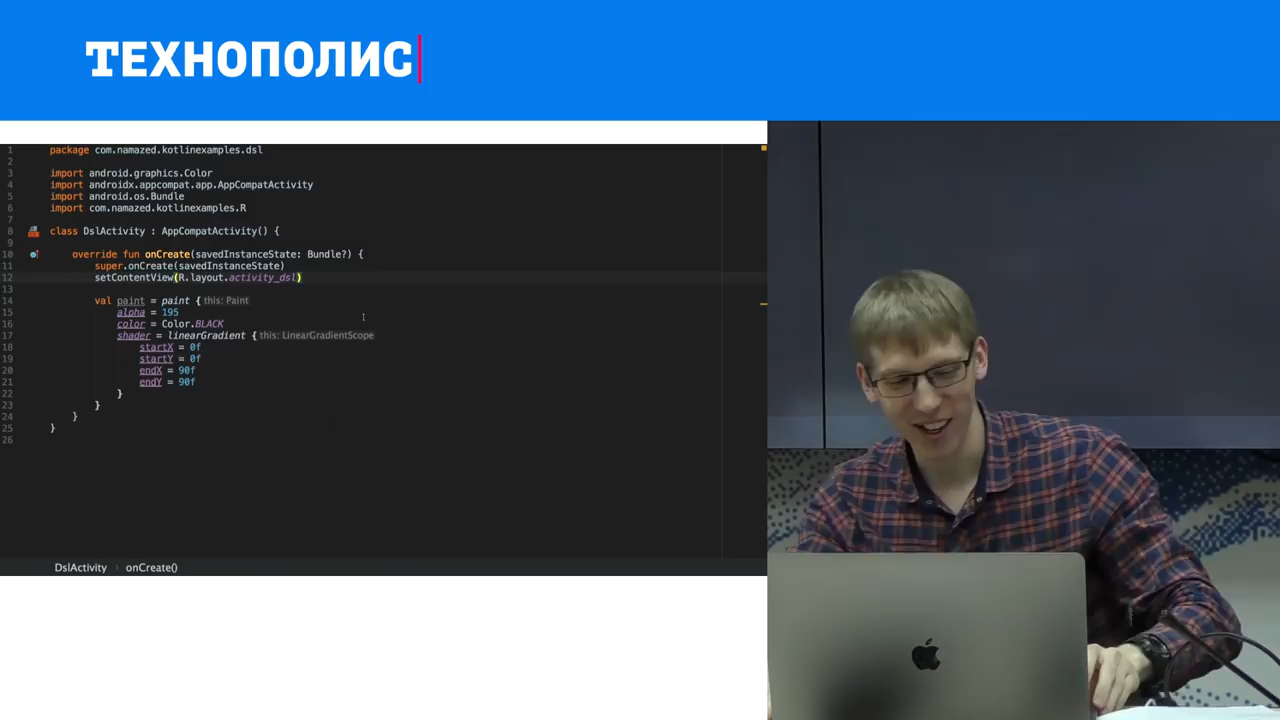 ТЕХНОПОЛИС
1 package com.namazed.kotlinexamples.dsl
2
3 import android.graphics.Color
4 import androidx.appcompat.app.AppCompatActivity
5 import android.os.Bundle
6 import com.namazed.kotlinexamples.R
7
8 class DslActivity : AppCompatActivity() {
9
10 override fun onCreate(savedInstanceState: Bundle?) {
11 super.onCreate(savedInstanceState)
12 setContentView(R.layout.activity_dsl)
13
14 val paint = paint { this: Paint
15 alpha = 195
16 color = Color.BLACK
17 shader = linearGradient { this: LinearGradientScope
18 startX = 0f
19 startY = 0f
20 endX = 90f
21 endY = 90f
22 }
23 }
24 }
25 }
26
DslActivity › onCreate()